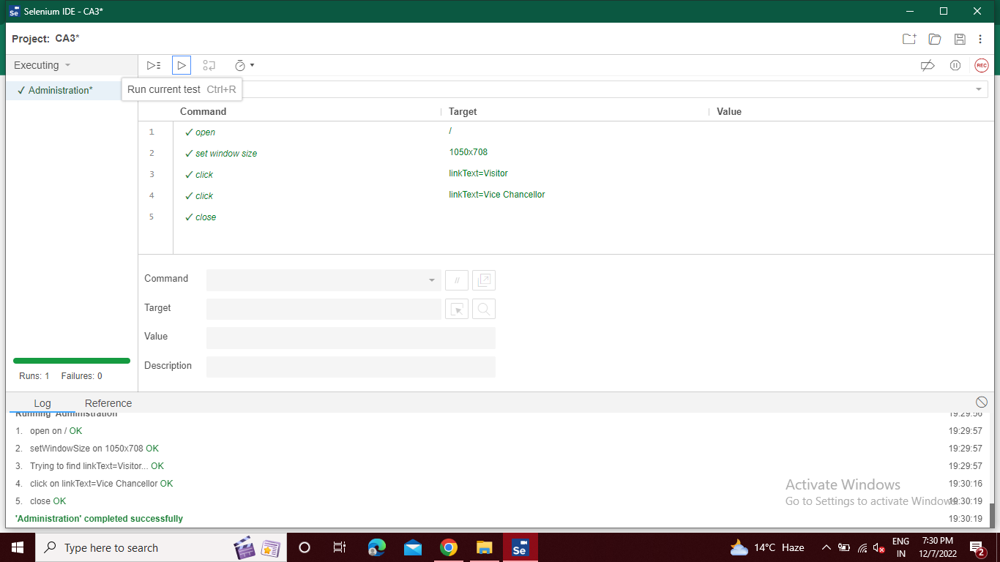 Se Selenium IDE - CA3*
Project: CA3*
Executing
REC
✓ Administration*
Run current test Ctrl+R
Command Target Value
1 ✓ open /
2 ✓ set window size 1050x708
3 ✓ click linkText=Visitor
4 ✓ click linkText=Vice Chancellor
5 ✓ close
Command //
Target
Value
Description
Runs: 1 Failures: 0
Log Reference
Running 'Administration' 19:29:56
1. open on / OK 19:29:57
2. setWindowSize on 1050x708 OK 19:29:57
3. Trying to find linkText=Visitor... OK 19:29:57
4. click on linkText=Vice Chancellor OK 19:30:16
5. close OK 19:30:19
'Administration' completed successfully 19:30:19
Activate Windows
Go to Settings to activate Windows.
Type here to search
Se
14°C Haze
ENG
IN
7:30 PM
12/7/2022
2